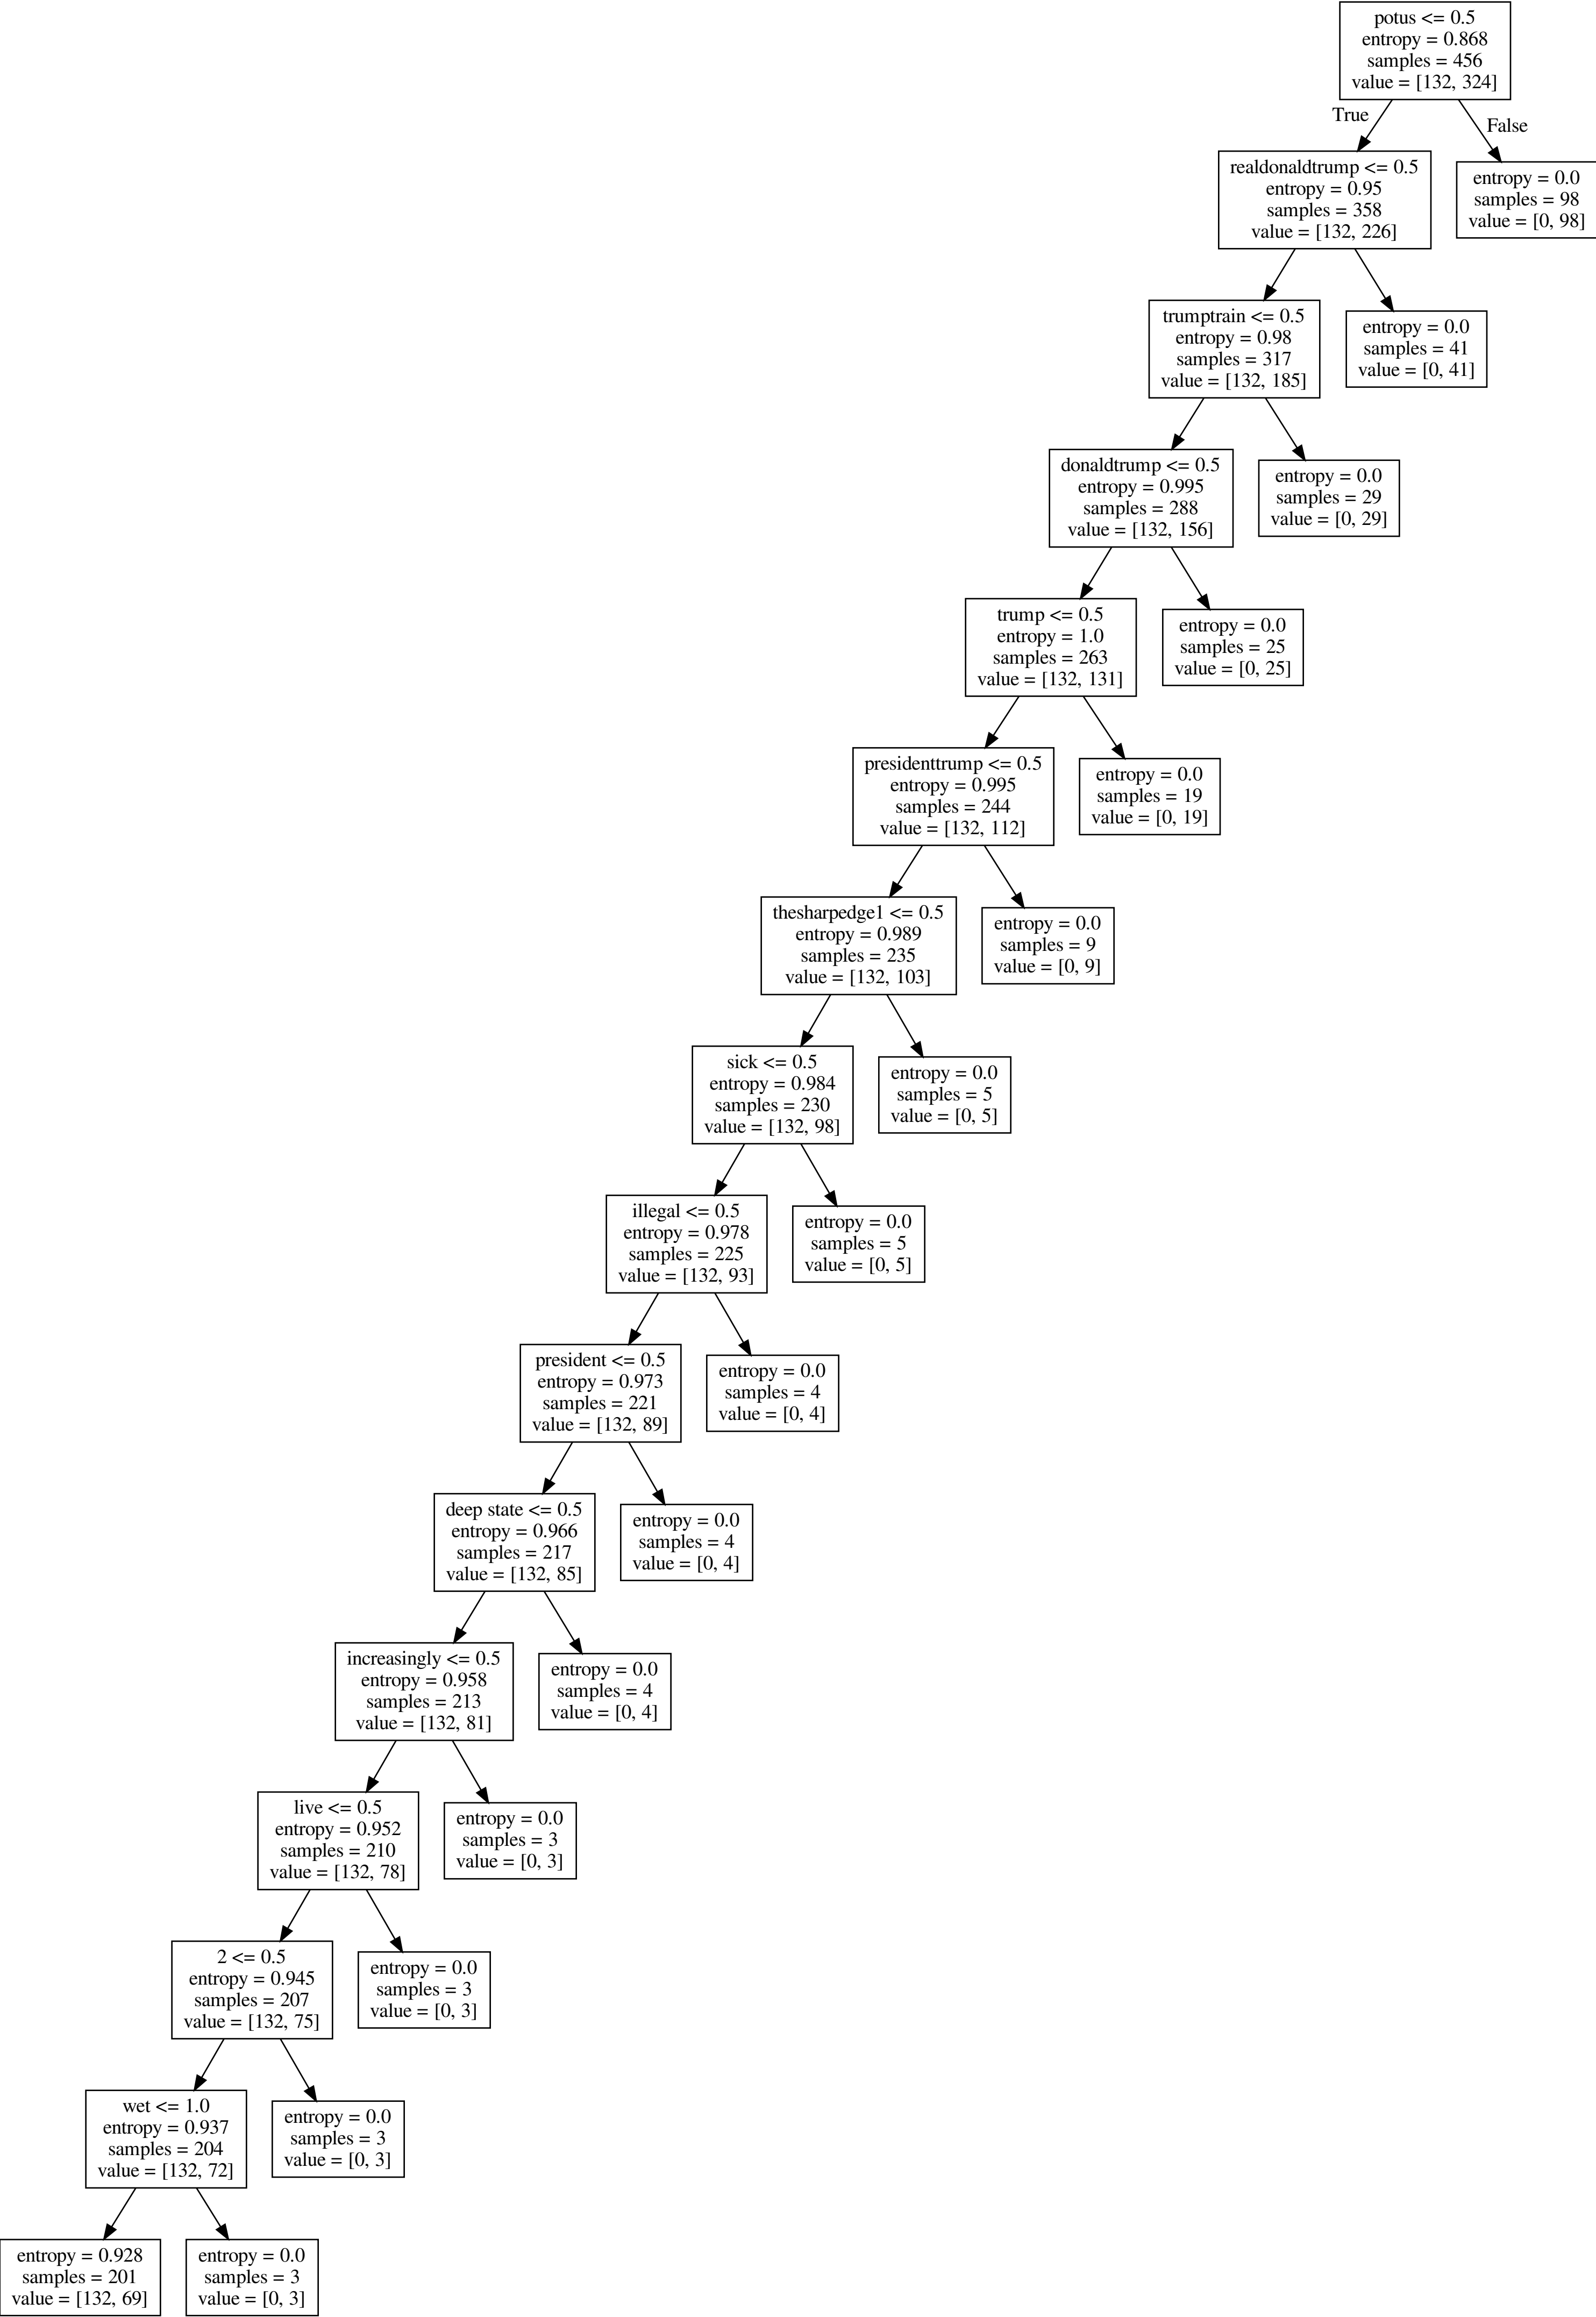 potus <= 0.5
entropy = 0.868
samples = 456
value = [132, 324]
True
False
realdonaldtrump <= 0.5
entropy = 0.95
samples = 358
value = [132, 226]
entropy = 0.0
samples = 98
value = [0, 98]
trumptrain <= 0.5
entropy = 0.98
samples = 317
value = [132, 185]
entropy = 0.0
samples = 41
value = [0, 41]
donaldtrump <= 0.5
entropy = 0.995
samples = 288
value = [132, 156]
entropy = 0.0
samples = 29
value = [0, 29]
trump <= 0.5
entropy = 1.0
samples = 263
value = [132, 131]
entropy = 0.0
samples = 25
value = [0, 25]
presidenttrump <= 0.5
entropy = 0.995
samples = 244
value = [132, 112]
entropy = 0.0
samples = 19
value = [0, 19]
thesharpedge1 <= 0.5
entropy = 0.989
samples = 235
value = [132, 103]
entropy = 0.0
samples = 9
value = [0, 9]
sick <= 0.5
entropy = 0.984
samples = 230
value = [132, 98]
entropy = 0.0
samples = 5
value = [0, 5]
illegal <= 0.5
entropy = 0.978
samples = 225
value = [132, 93]
entropy = 0.0
samples = 5
value = [0, 5]
president <= 0.5
entropy = 0.973
samples = 221
value = [132, 89]
entropy = 0.0
samples = 4
value = [0, 4]
deep state <= 0.5
entropy = 0.966
samples = 217
value = [132, 85]
entropy = 0.0
samples = 4
value = [0, 4]
increasingly <= 0.5
entropy = 0.958
samples = 213
value = [132, 81]
entropy = 0.0
samples = 4
value = [0, 4]
live <= 0.5
entropy = 0.952
samples = 210
value = [132, 78]
entropy = 0.0
samples = 3
value = [0, 3]
2 <= 0.5
entropy = 0.945
samples = 207
value = [132, 75]
entropy = 0.0
samples = 3
value = [0, 3]
wet <= 1.0
entropy = 0.937
samples = 204
value = [132, 72]
entropy = 0.0
samples = 3
value = [0, 3]
entropy = 0.928
samples = 201
value = [132, 69]
entropy = 0.0
samples = 3
value = [0, 3]